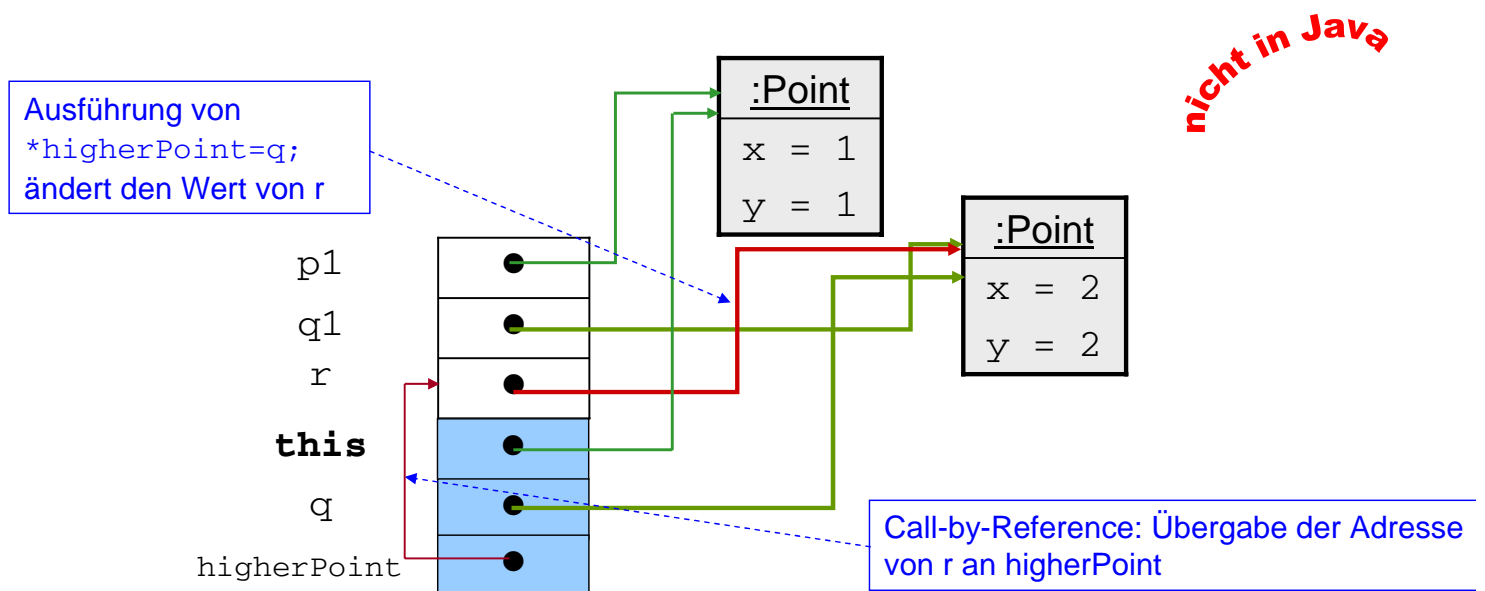 nicht in Java
Ausführung von
*higherPoint=q;
ändert den Wert von r
:Point
x = 1
y = 1
:Point
x = 2
y = 2
p1
q1
r
this
q
higherPoint
Call-by-Reference: Übergabe der Adresse
von r an higherPoint